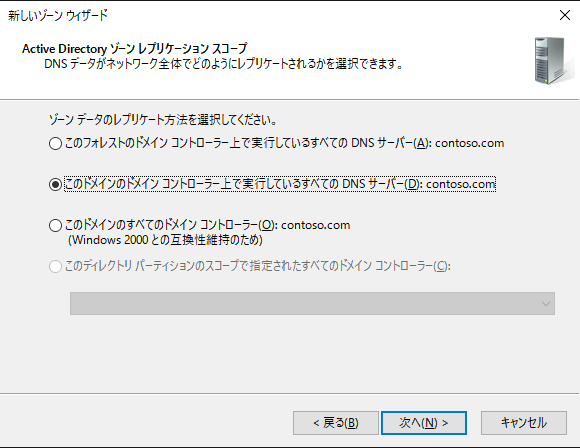 新しいゾーン ウィザード
Active Directory ゾーン レプリケーション スコープ
DNS データがネットワーク全体でどのようにレプリケートされるかを選択できます。
ゾーン データのレプリケート方法を選択してください。
このフォレストのドメイン コントローラー上で実行しているすべての DNS サーバー(A): contoso.com
このドメインのドメイン コントローラー上で実行しているすべての DNS サーバー(D): contoso.com
このドメインのすべてのドメイン コントローラー(O): contoso.com
(Windows 2000 との互換性維持のため)
このディレクトリ パーティションのスコープで指定されたすべてのドメイン コントローラー(C):
< 戻る(B)
次へ(N) >
キャンセル